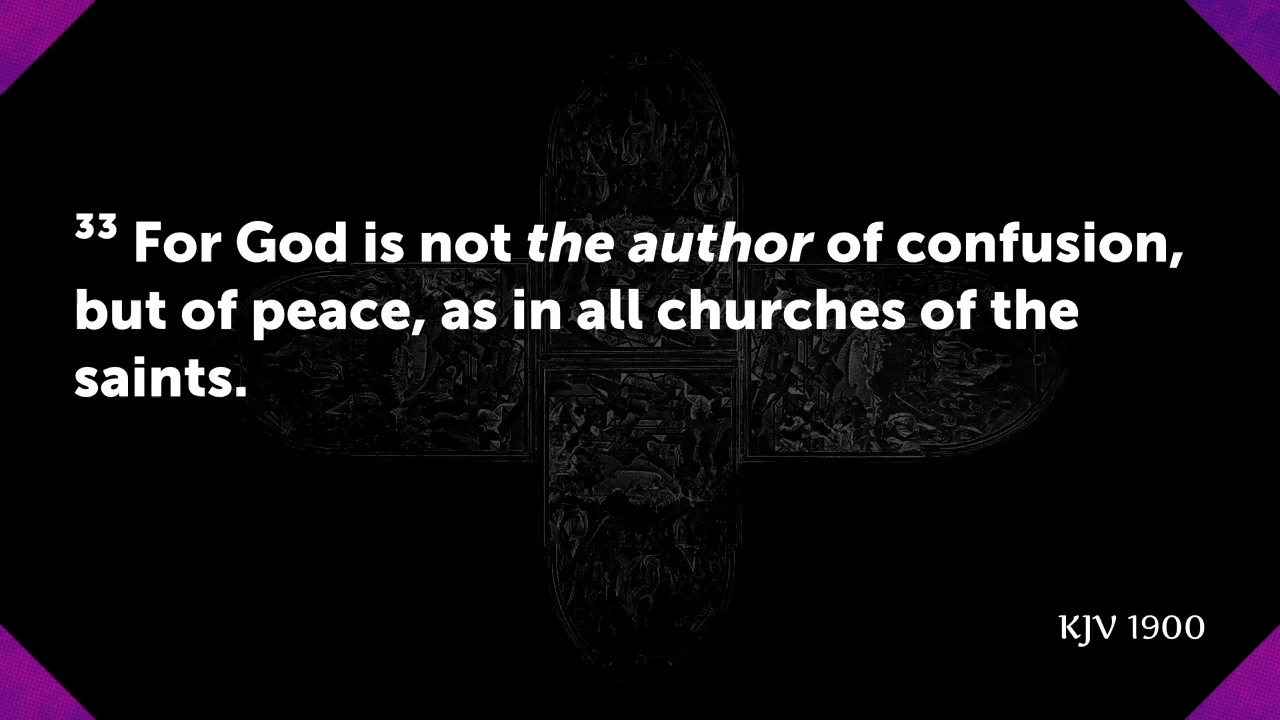 33 For God is not the author of confusion,
but of peace, as in all churches of the
saints.
KJV 1900